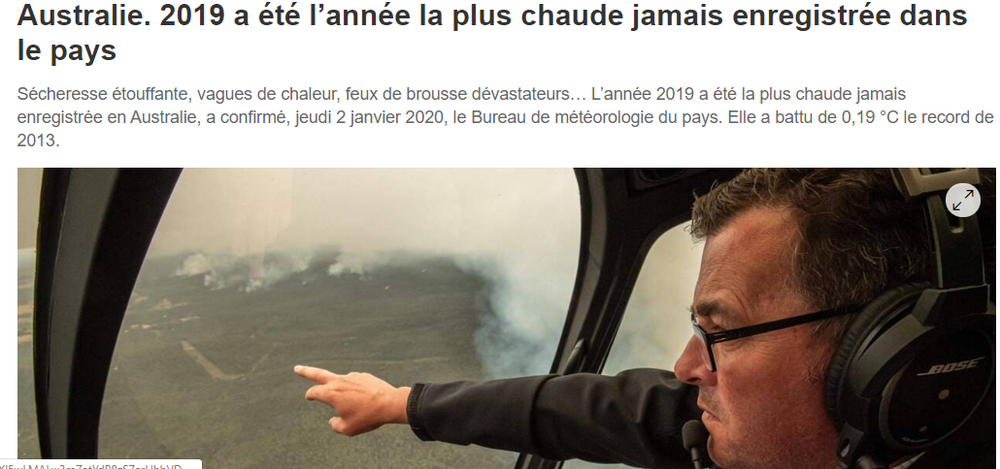 Australie. 2019 a été l’année la plus chaude jamais enregistrée dans
le pays
Sécheresse étouffante, vagues de chaleur, feux de brousse dévastateurs… L’année 2019 a été la plus chaude jamais
enregistrée en Australie, a confirmé, jeudi 2 janvier 2020, le Bureau de météorologie du pays. Elle a battu de 0,19 °C le record de
2013.
BOSE